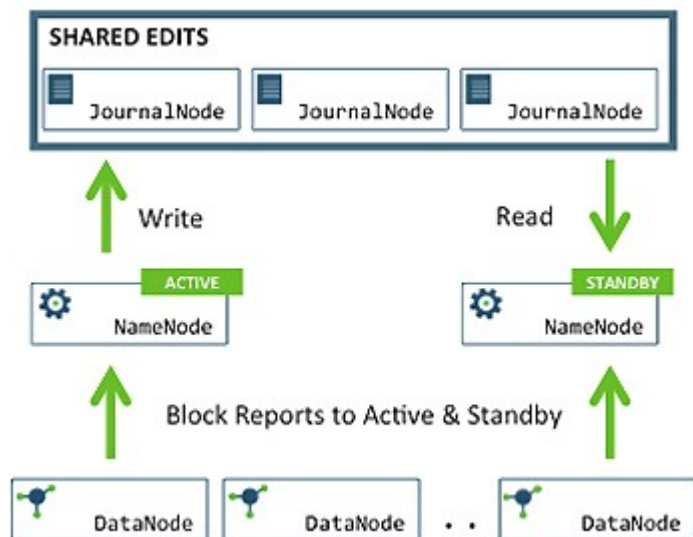 SHARED EDITS
JournalNode JournalNode JournalNode
Write Read
ACTIVE STANDBY
NameNode NameNode
Block Reports to Active & Standby
DataNode DataNode . . DataNode